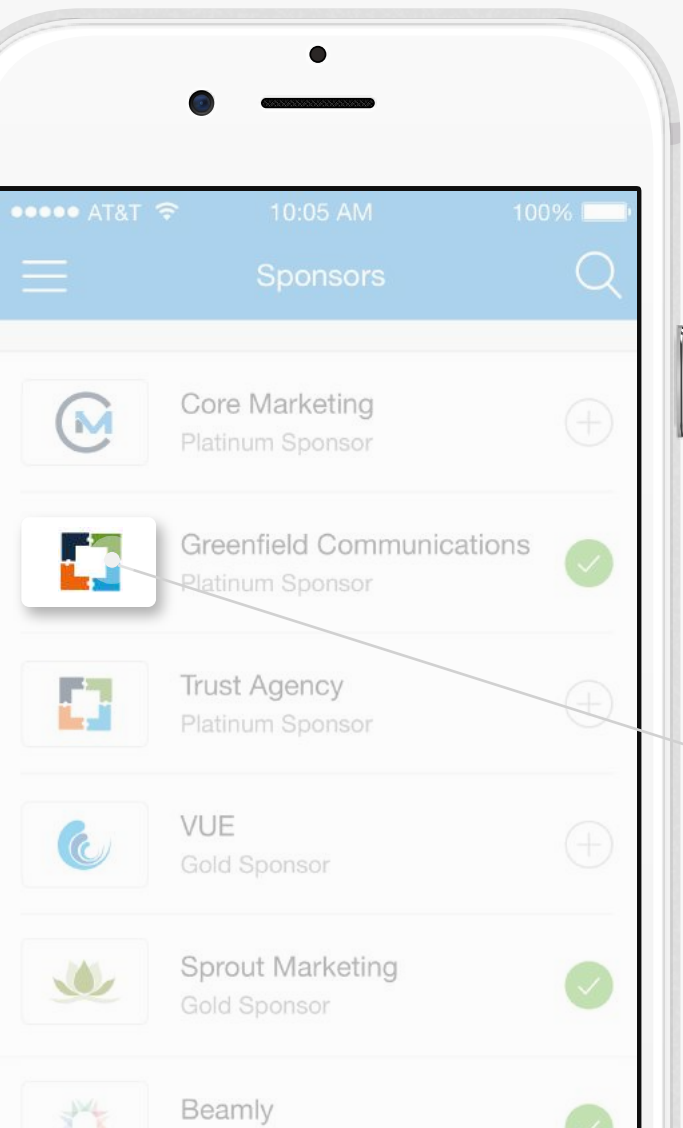 AT&T 10:05 AM 100%
Sponsors
Core Marketing
Platinum Sponsor
Greenfield Communications
Platinum Sponsor
Trust Agency
Platinum Sponsor
VUE
Gold Sponsor
Sprout Marketing
Gold Sponsor
Beamly